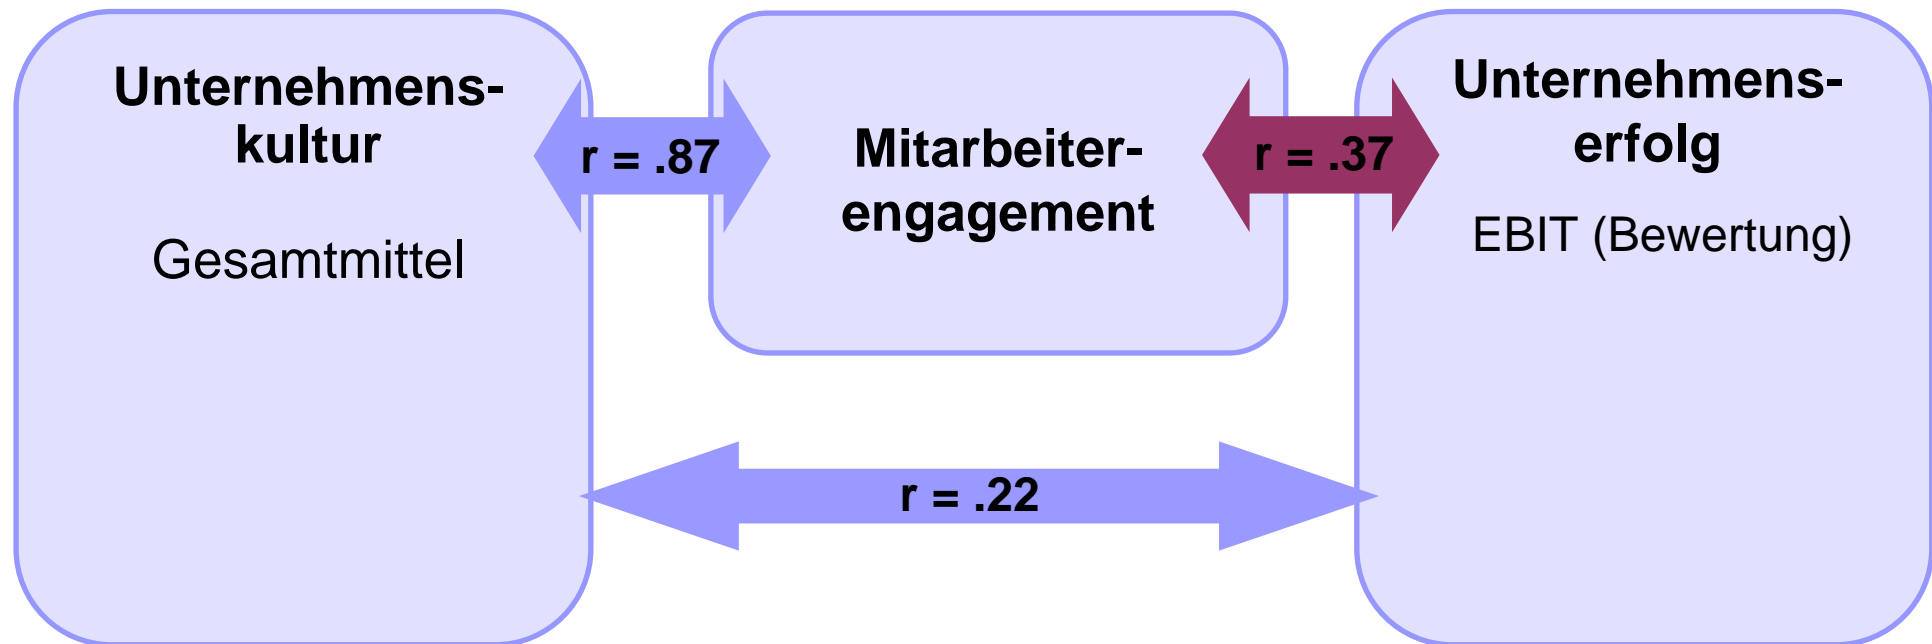 Unternehmens-
kultur
Gesamtmittel
r = .87
Mitarbeiter-
engagement
r = .37
Unternehmens-
erfolg
EBIT (Bewertung)
r = .22